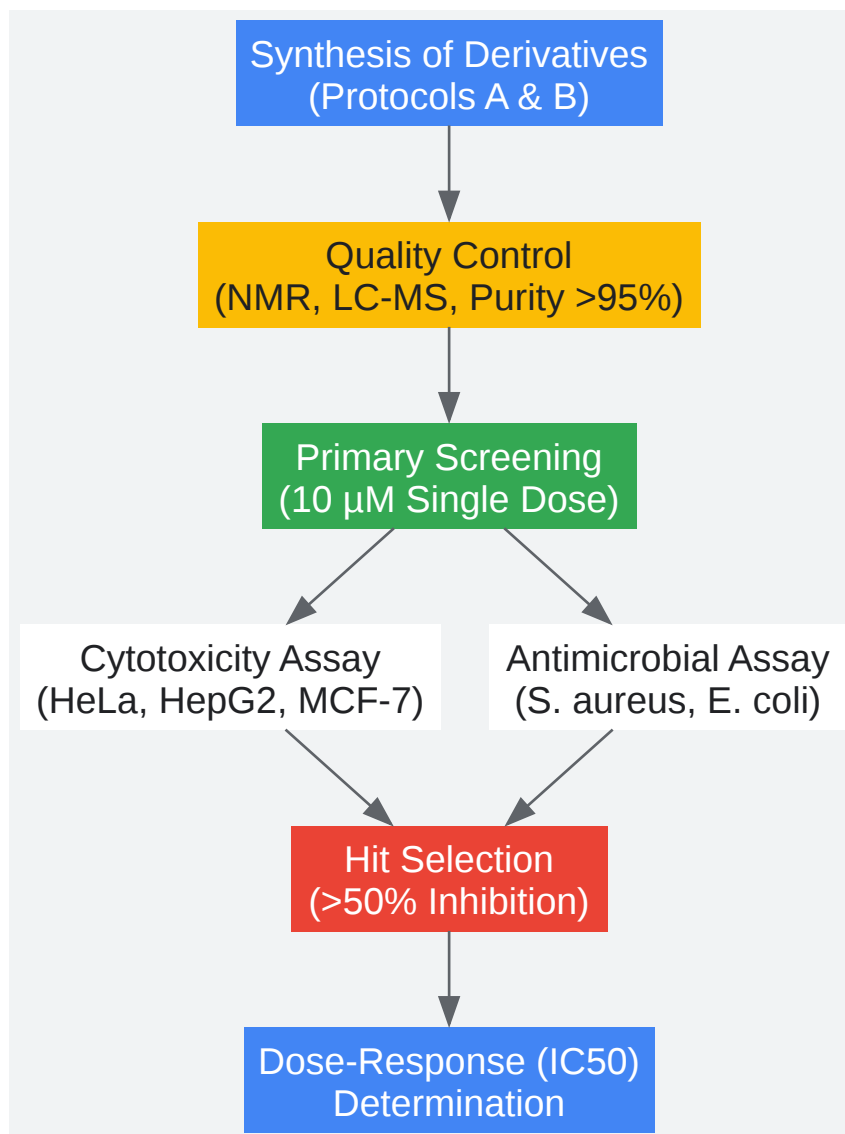 Synthesis of Derivatives
(Protocols A & B)
Quality Control
(NMR, LC-MS, Purity >95%)
Primary Screening
(10 µM Single Dose)
Cytotoxicity Assay
(HeLa, HepG2, MCF-7)
Antimicrobial Assay
(S. aureus, E. coli)
Hit Selection
(>50% Inhibition)
Dose-Response (IC50)
Determination